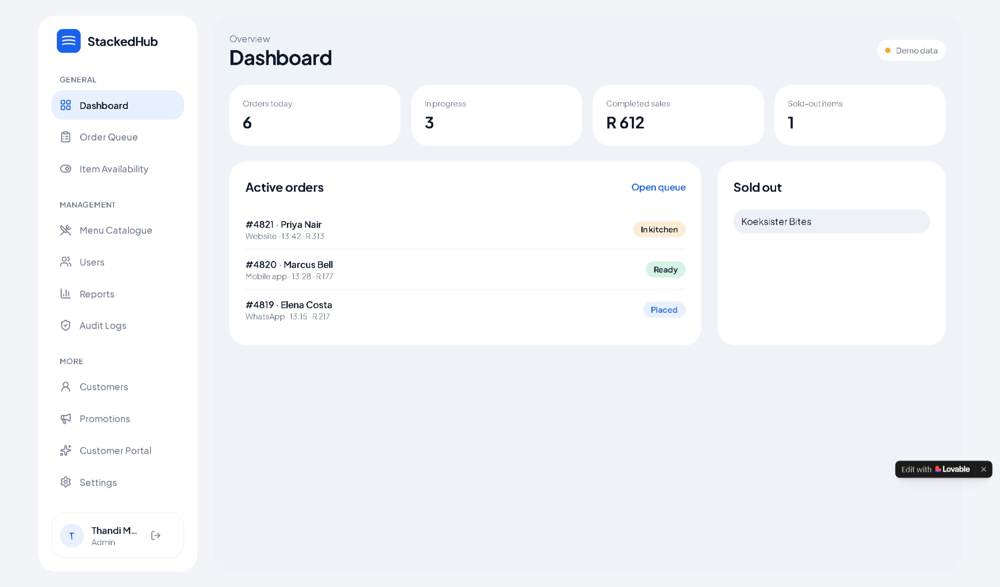 StackedHub
GENERAL
Dashboard
Order Queue
Item Availability
MANAGEMENT
Menu Catalogue
Users
Reports
Audit Logs
MORE
Customers
Promotions
Customer Portal
Settings
T
Thandi M...
Admin
Overview
Dashboard
Demo data
Orders today
6
In progress
3
Completed sales
R 612
Sold-out items
1
Active orders
Open queue
#4821 · Priya Nair
Website · 13:42 · R 313
In kitchen
#4820 · Marcus Bell
Mobile app · 13:28 · R 177
Ready
#4819 · Elena Costa
WhatsApp · 13:15 · R 217
Placed
Sold out
Koeksister Bites
Edit with Lovable